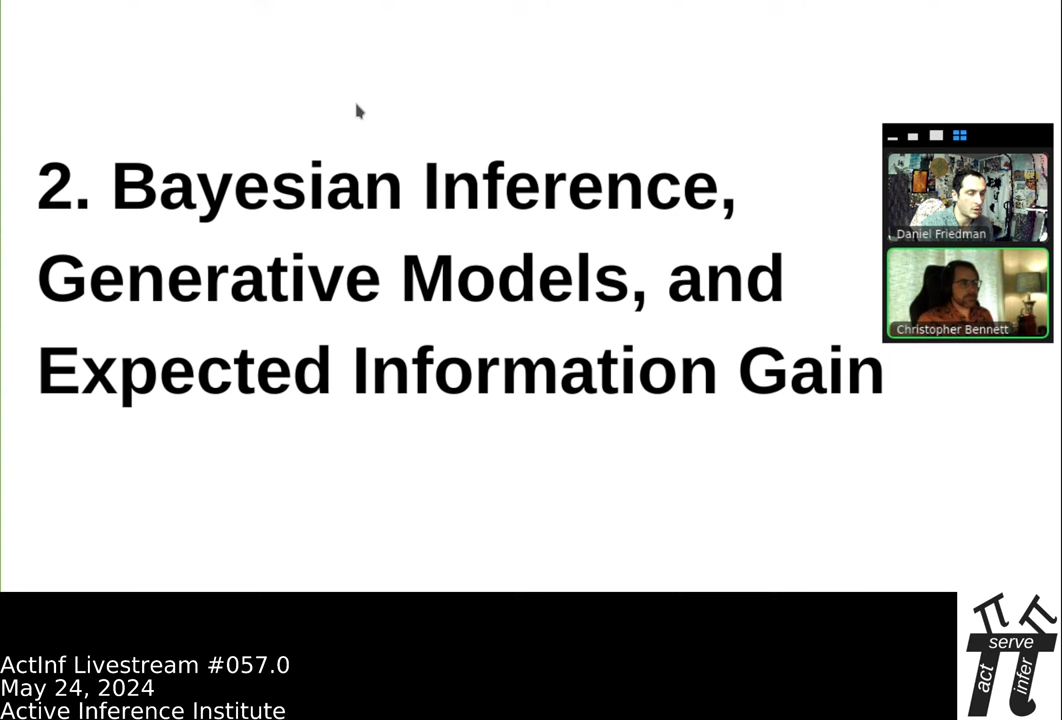 2. Bayesian Inference,
Generative Models, and
Expected Information Gain
Daniel Friedman
Christopher Bennett
ActInf Livestream #057.0
May 24, 2024
Active Inference Institute
serve
act
infer